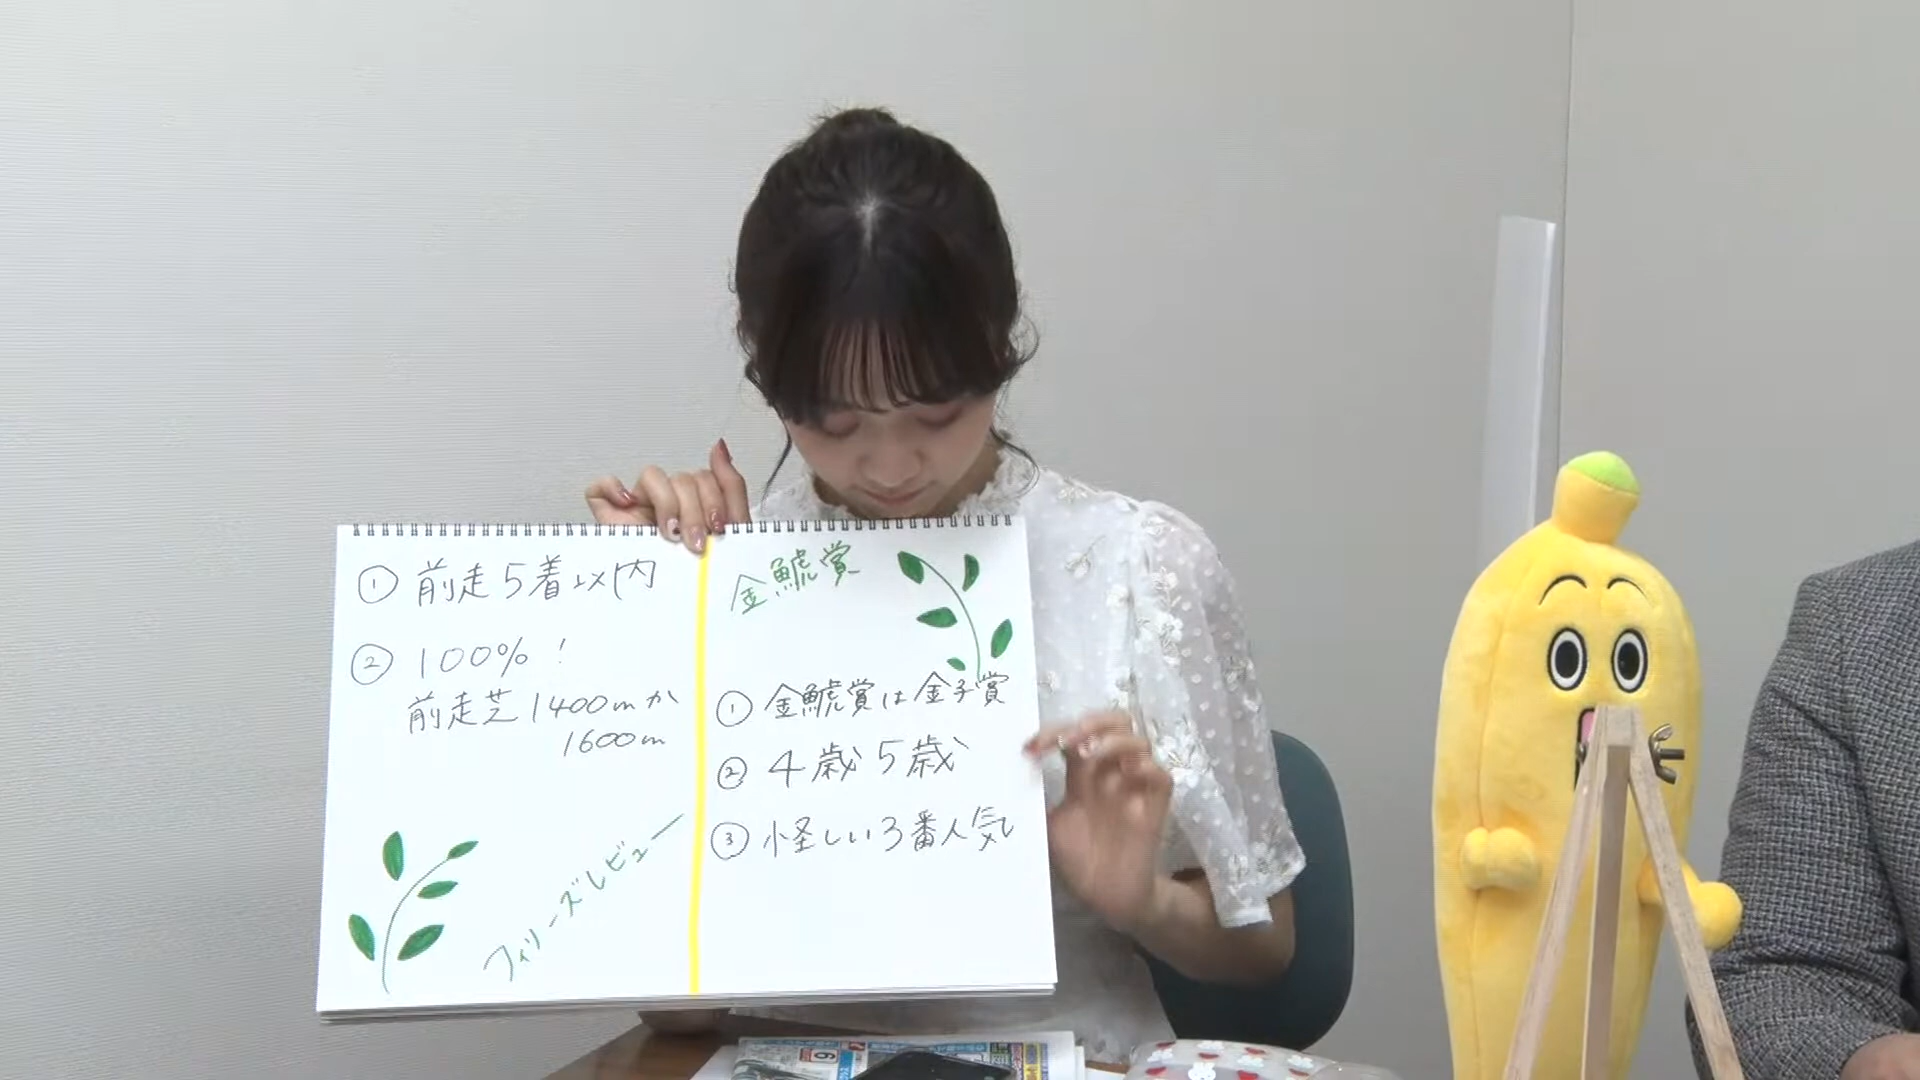 ① 前走5着以内
② 100%!
前走芝1400mか
1600m
フィリーズレビュー
金鯱賞
① 金鯱賞は金子賞
② 4歳5歳
③ 怪しい3番人気